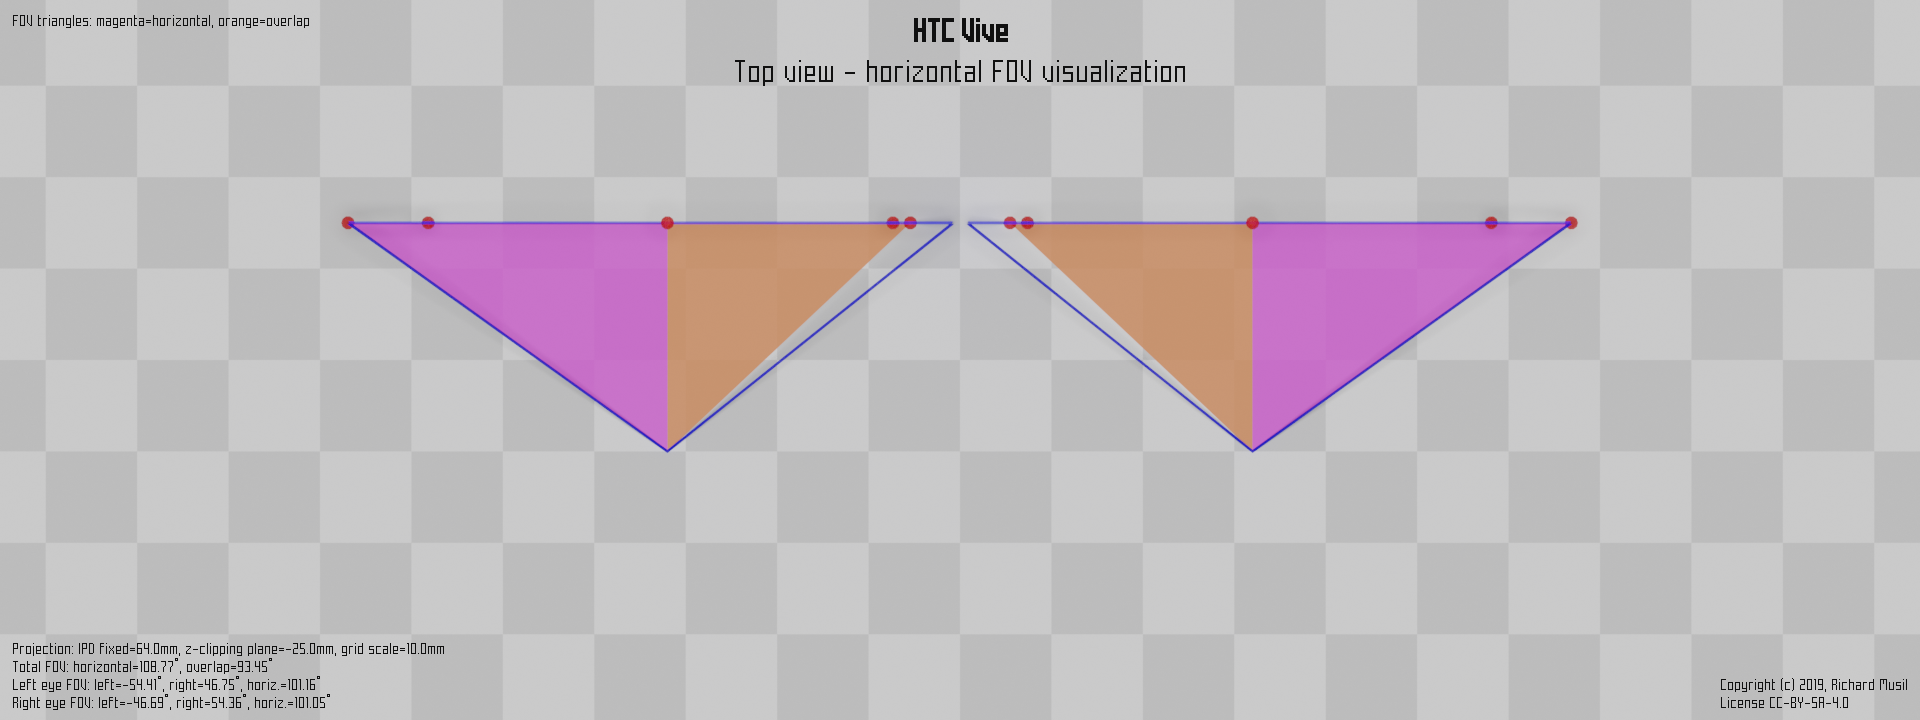 FOV triangles: magenta=horizontal, orange=overlap
HTC Vive
Top view - horizontal FOV visualization
Projection: IPD fixed=64.0mm, z-clipping plane=-25.0mm, grid scale=10.0mm
Total FOV: horizontal=108.77°, overlap=93.45°
Left eye FOV: left=-54.41°, right=46.75°, horiz.=101.16°
Right eye FOV: left=-46.69°, right=54.36°, horiz.=101.05°
Copyright (c) 2019, Richard Musil
License CC-BY-SA-4.0